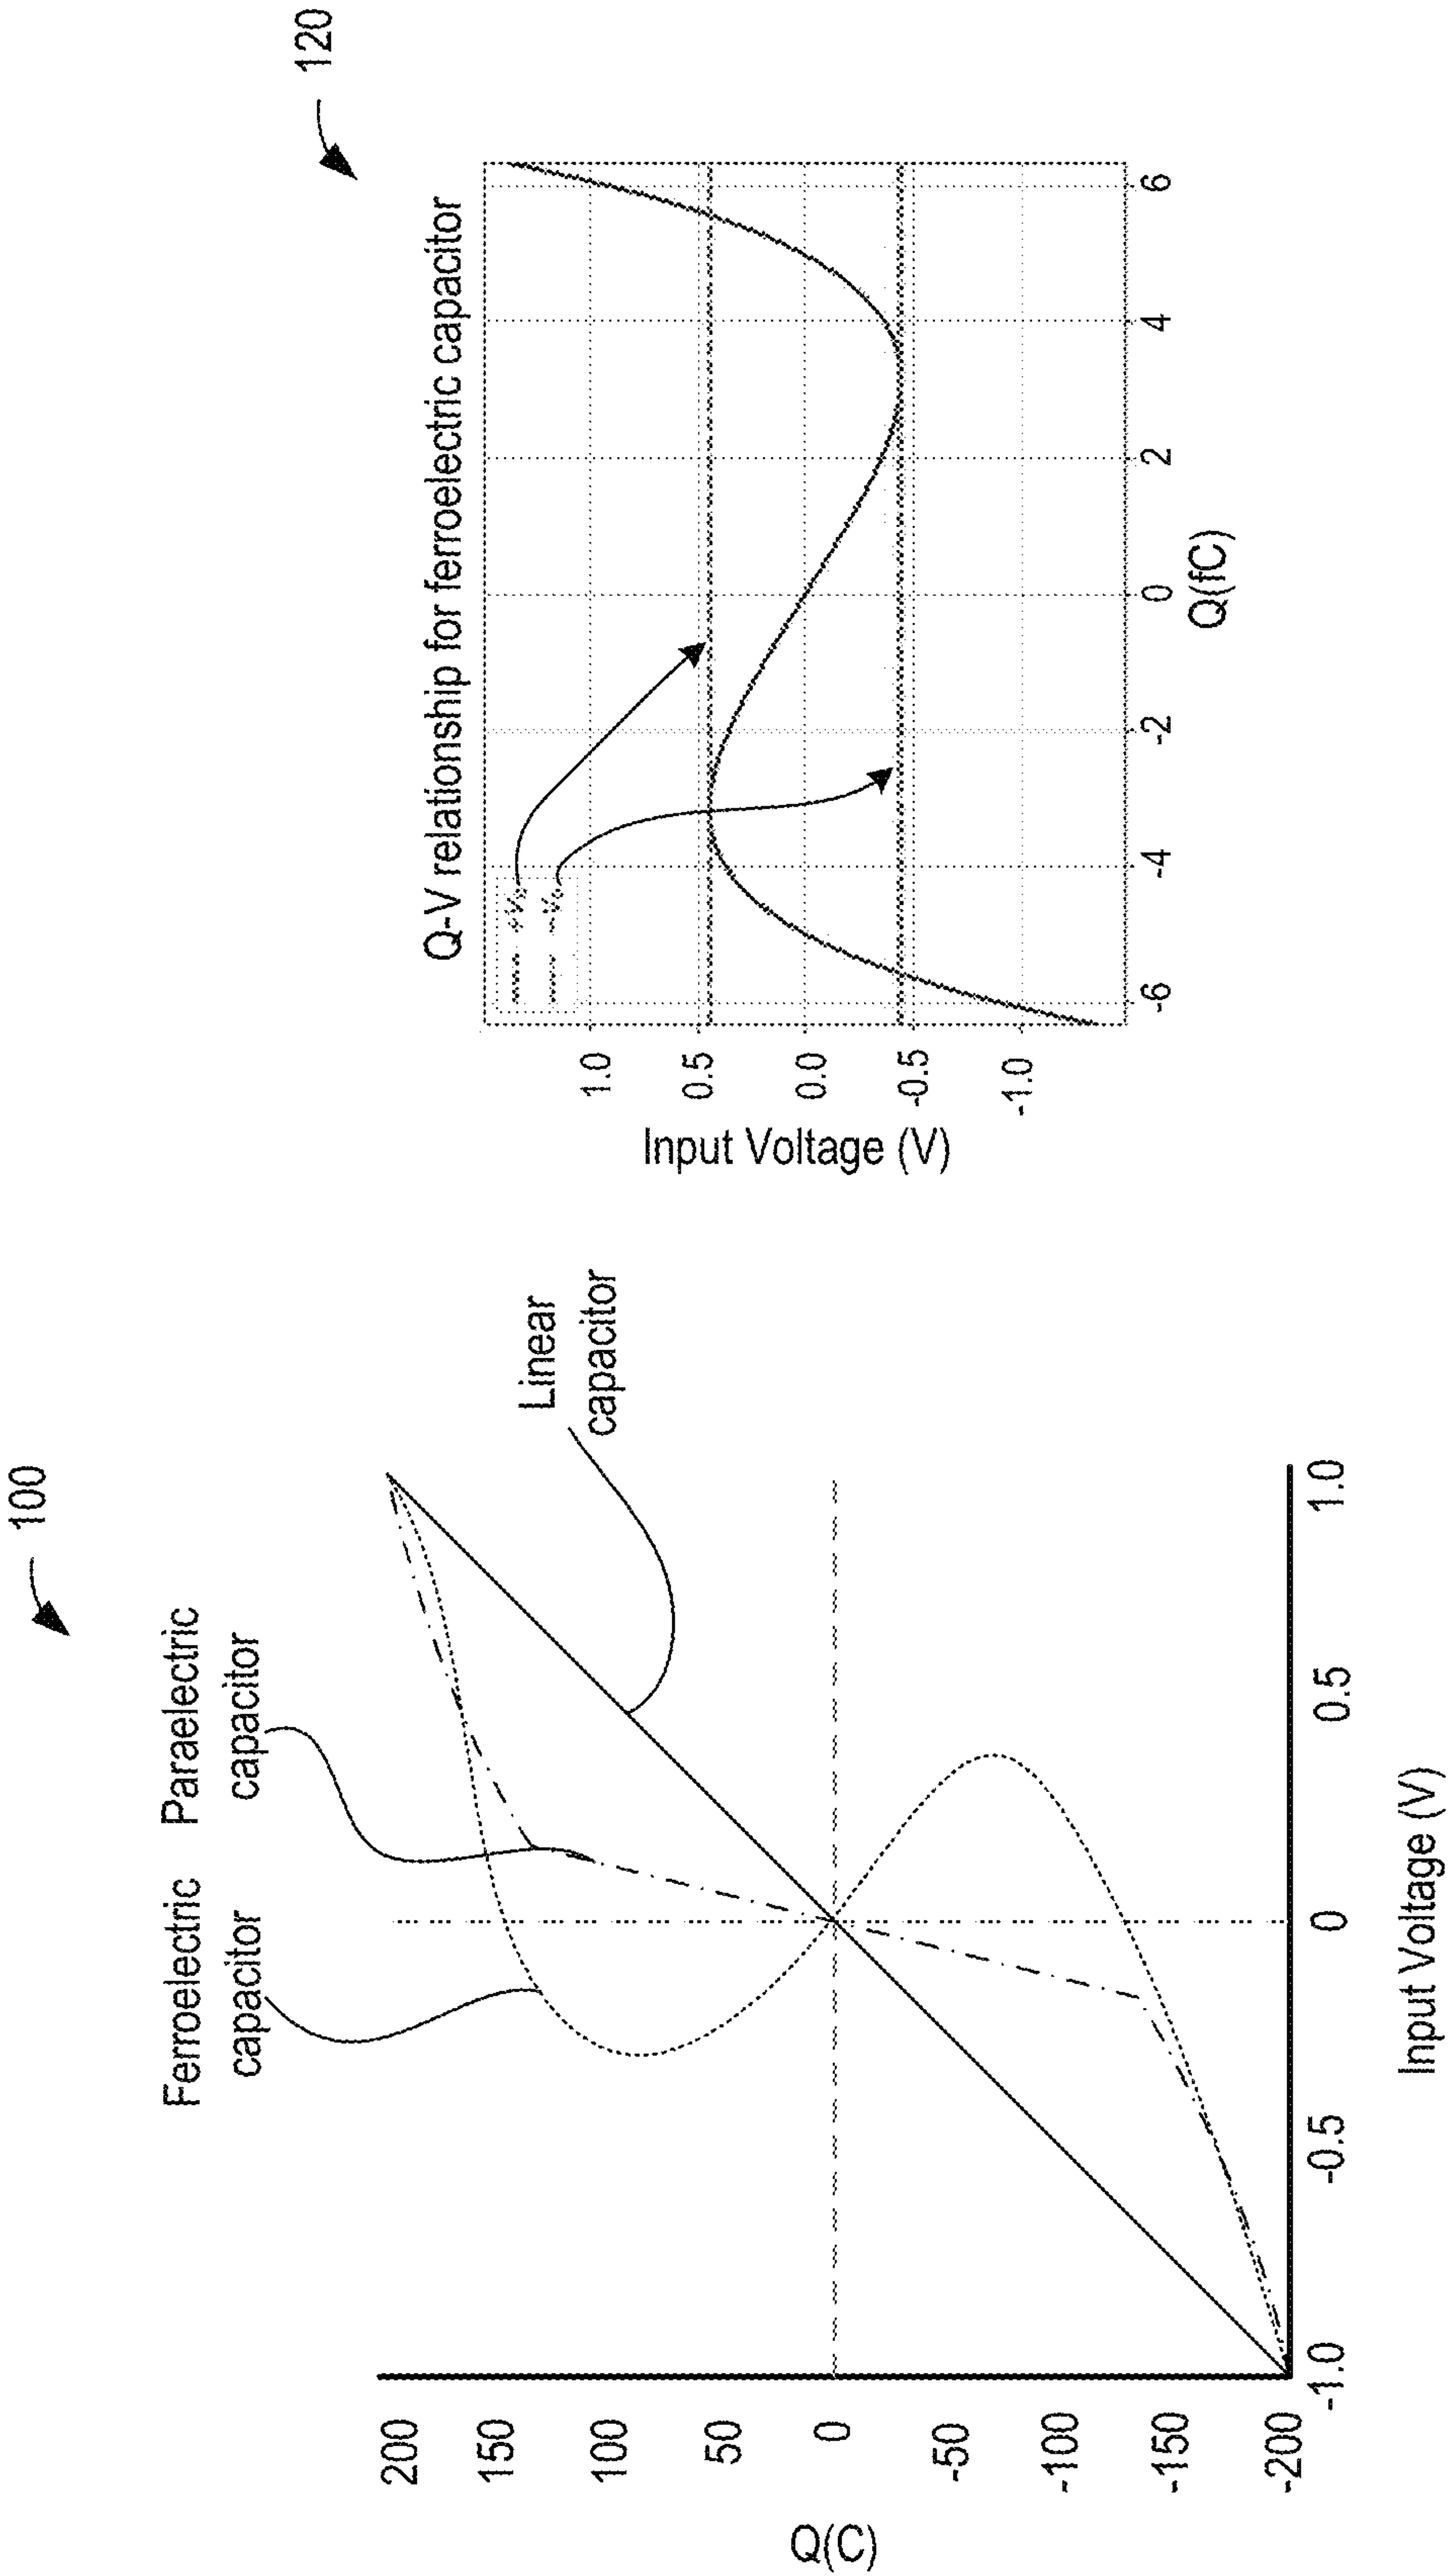 100
Ferroelectric
capacitor
Paraelectric
capacitor
Linear
capacitor
Q(C)
200
150
100
50
0
-50
-100
-150
-200
-1.0
-0.5
0
0.5
1.0
Input Voltage (V)
120
Q-V relationship for ferroelectric capacitor
Input Voltage (V)
1.0
0.5
0.0
-0.5
-1.0
-6
-4
-2
0
2
4
6
Q(fC)